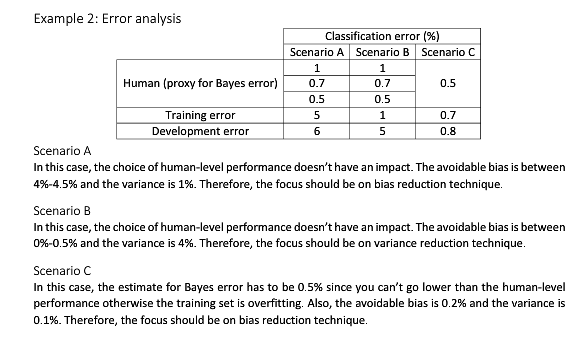 Example 2: Error analysis
Classification error (%)
Scenario A Scenario B Scenario C
1 1
Human (proxy for Bayes error) 0.7 0.7 0.5
0.5 0.5
Training error 5 1 0.7
Development error 6 5 0.8
Scenario A
In this case, the choice of human-level performance doesn't have an impact. The avoidable bias is between
4%-4.5% and the variance is 1%. Therefore, the focus should be on bias reduction technique.
Scenario B
In this case, the choice of human-level performance doesn't have an impact. The avoidable bias is between
0%-0.5% and the variance is 4%. Therefore, the focus should be on variance reduction technique.
Scenario C
In this case, the estimate for Bayes error has to be 0.5% since you can't go lower than the human-level
performance otherwise the training set is overfitting. Also, the avoidable bias is 0.2% and the variance is
0.1%. Therefore, the focus should be on bias reduction technique.